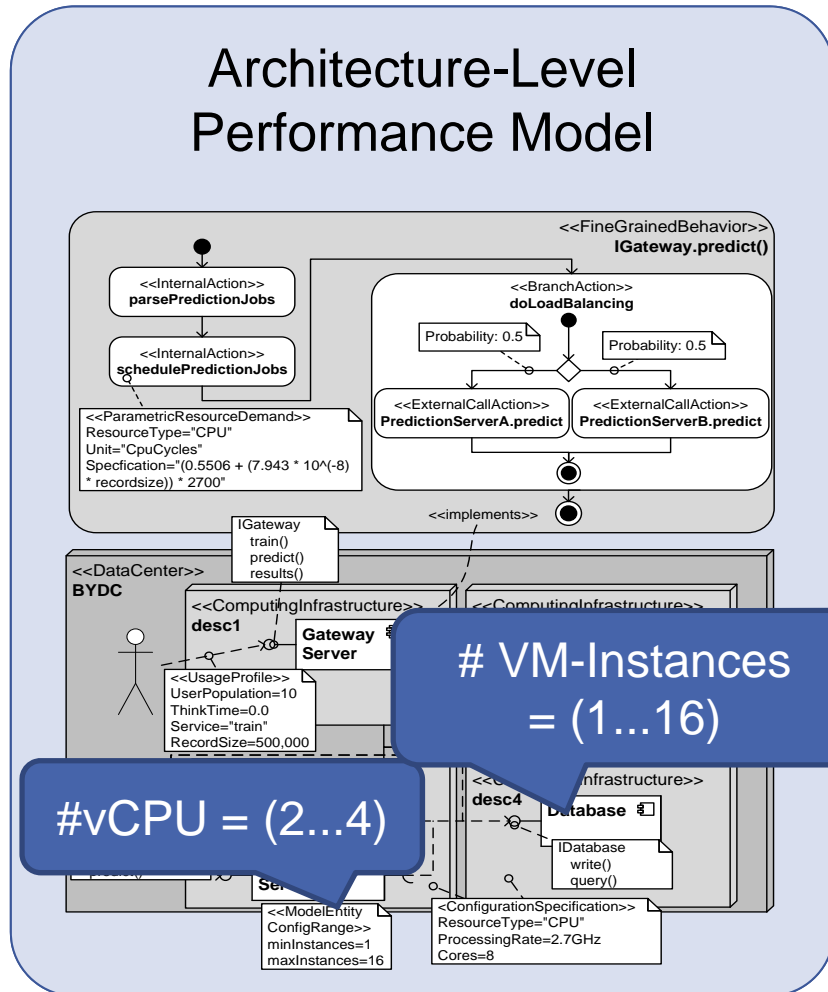 Architecture-Level
Performance Model
<<FineGrainedBehavior>>
IGateway.predict()
<<InternalAction>>
parsePredictionJobs
<<InternalAction>>
schedulePredictionJobs
<<ParametricResourceDemand>>
ResourceType="CPU"
Unit="CpuCycles"
Specfication="(0.5506 + (7.943 * 10^(-8)
* recordsize)) * 2700"
<<BranchAction>>
doLoadBalancing
Probability: 0.5
Probability: 0.5
<<ExternalCallAction>>
PredictionServerA.predict
<<ExternalCallAction>>
PredictionServerB.predict
<<implements>>
IGateway
train()
predict()
results()
<<DataCenter>>
BYDC
<<ComputingInfrastructure>>
desc1
Gateway
Server
<<UsageProfile>>
UserPopulation=10
ThinkTime=0.0
Service="train"
RecordSize=500,000
<<ComputingInfrastructure>>
# VM-Instances
= (1...16)
desc4
Database
IDatabase
write()
query()
#vCPU = (2...4)
<<ModelEntity
ConfigRange>>
minInstances=1
maxInstances=16
<ConfigurationSpecification>>
ResourceType="CPU"
ProcessingRate=2.7GHz
Cores=8